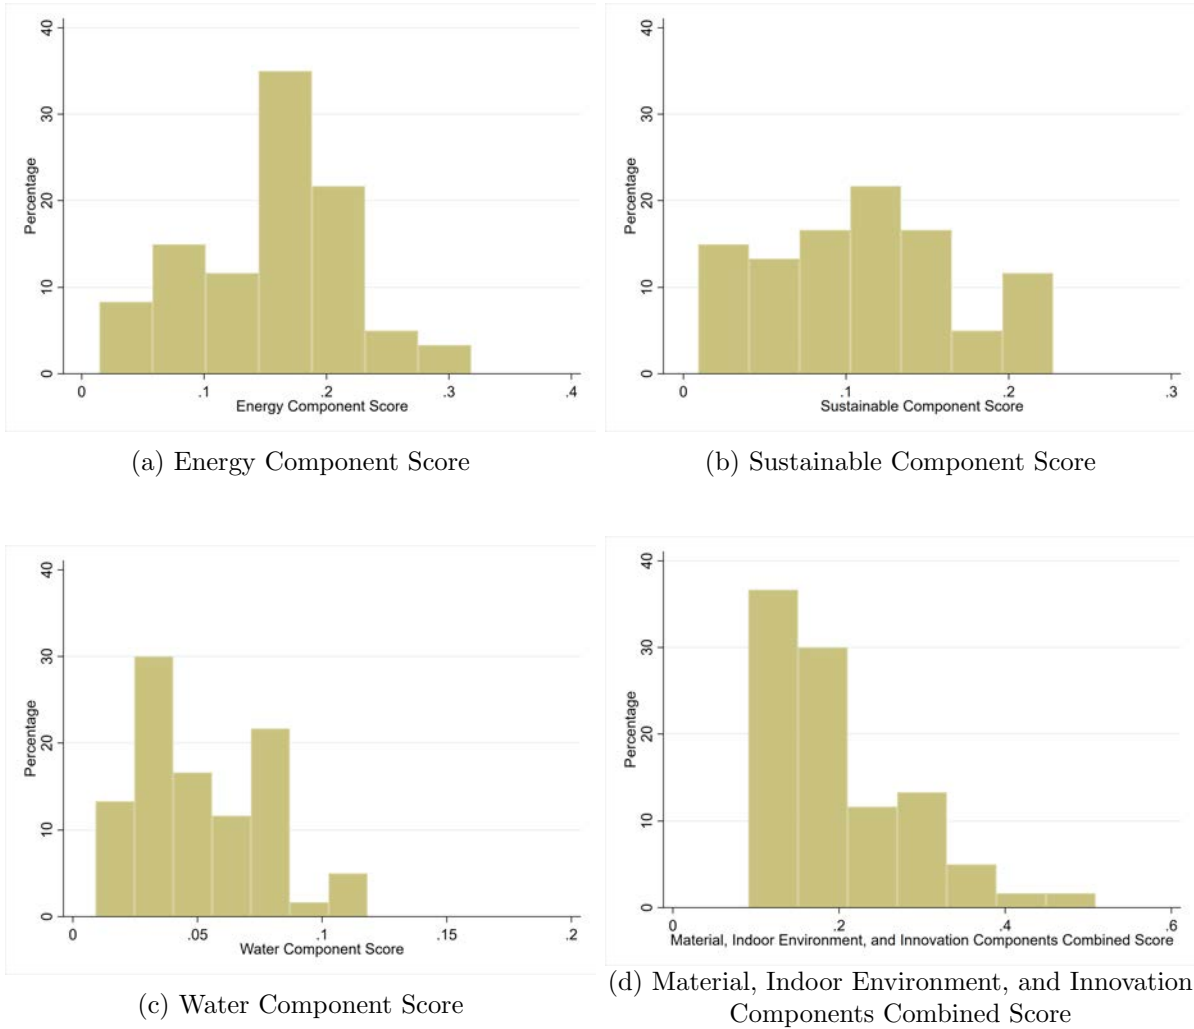 40
30
20
10
0
Percentage
0 .1 .2 .3 .4
Energy Component Score
(a) Energy Component Score
40
30
20
10
0
Percentage
0 .1 .2 .3
Sustainable Component Score
(b) Sustainable Component Score
40
30
20
10
0
Percentage
0 .05 .1 .15 .2
Water Component Score
(c) Water Component Score
40
30
20
10
0
Percentage
0 .2 .4 .6
Material, Indoor Environment, and Innovation Components Combined Score
(d) Material, Indoor Environment, and Innovation
Components Combined Score